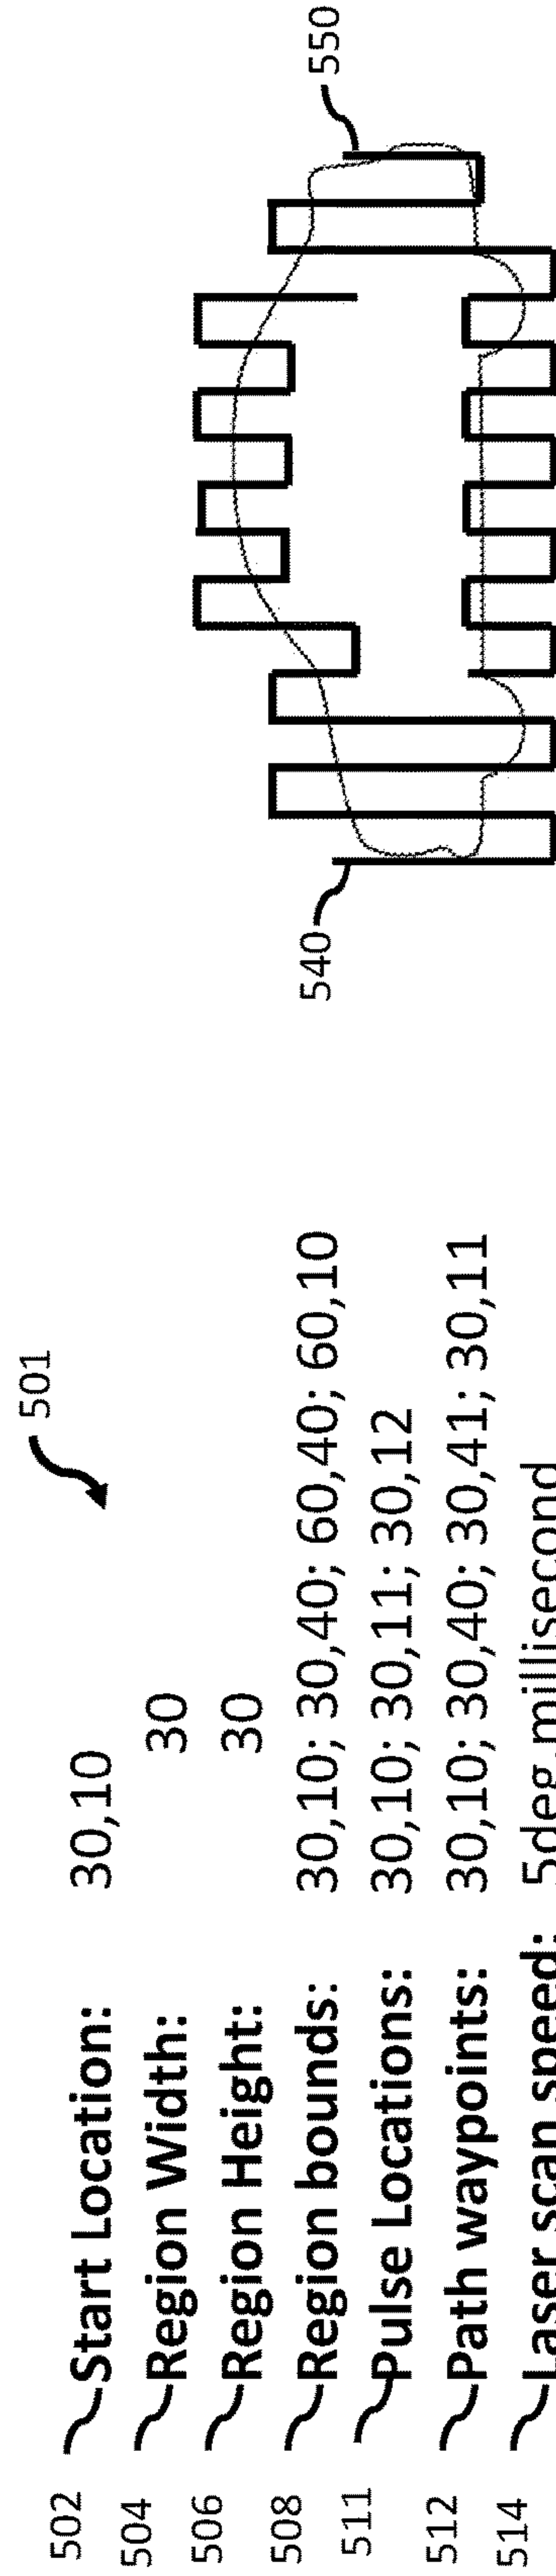 501
502 Start Location: 30,10
504 Region Width: 30
506 Region Height: 30
508 Region bounds: 30,10; 30,40; 60,40; 60,10
511 Pulse Locations: 30,10; 30,11; 30,12
512 Path waypoints: 30,10; 30,40; 30,41; 30,11
514 Laser scan speed: 5deg.millisecond
540
550